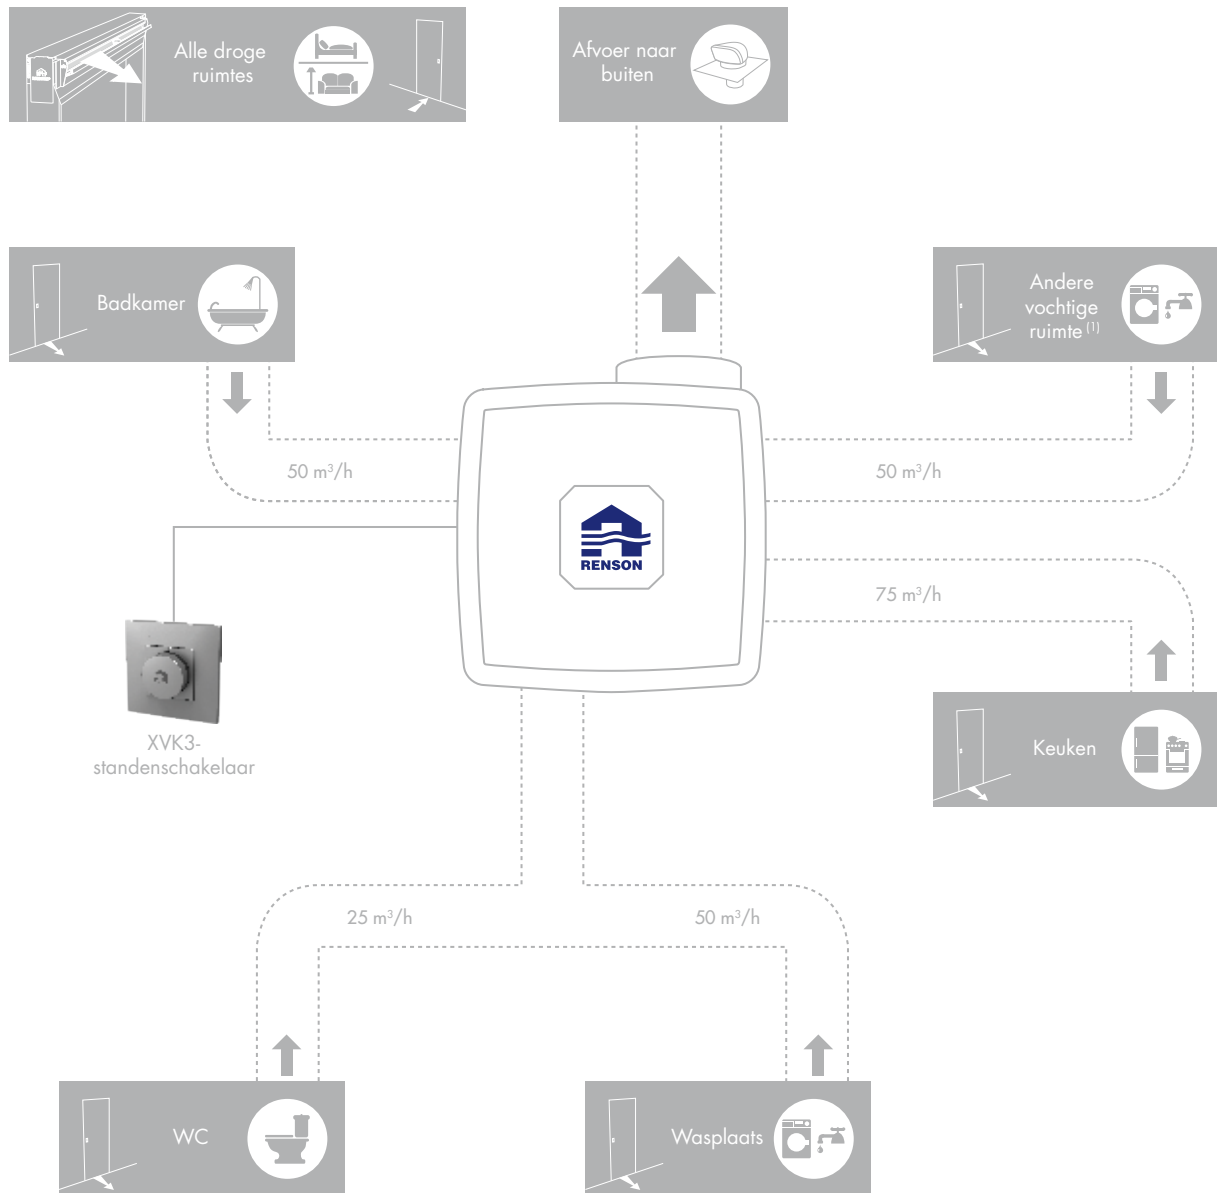 Alle droge
ruimtes
Afvoer naar
buiten
Badkamer
Andere
vochtige
ruimte (1)
50 m³/h
50 m³/h
RENSON
75 m³/h
XVK3-
standenschakelaar
Keuken
25 m³/h
50 m³/h
WC
Wasplaats